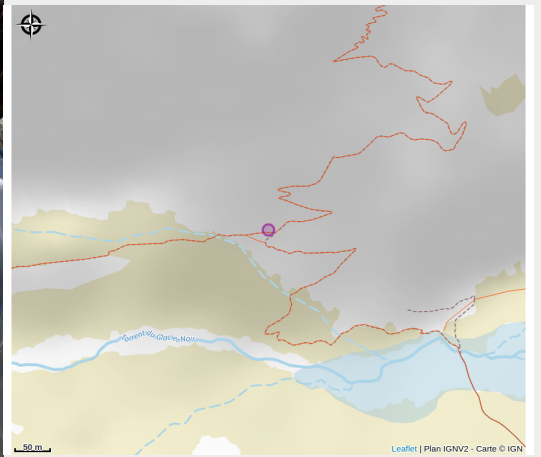 Torrent du Glacier Noir
50 m
Leaflet | Plan IGNV2 - Carte © IGN